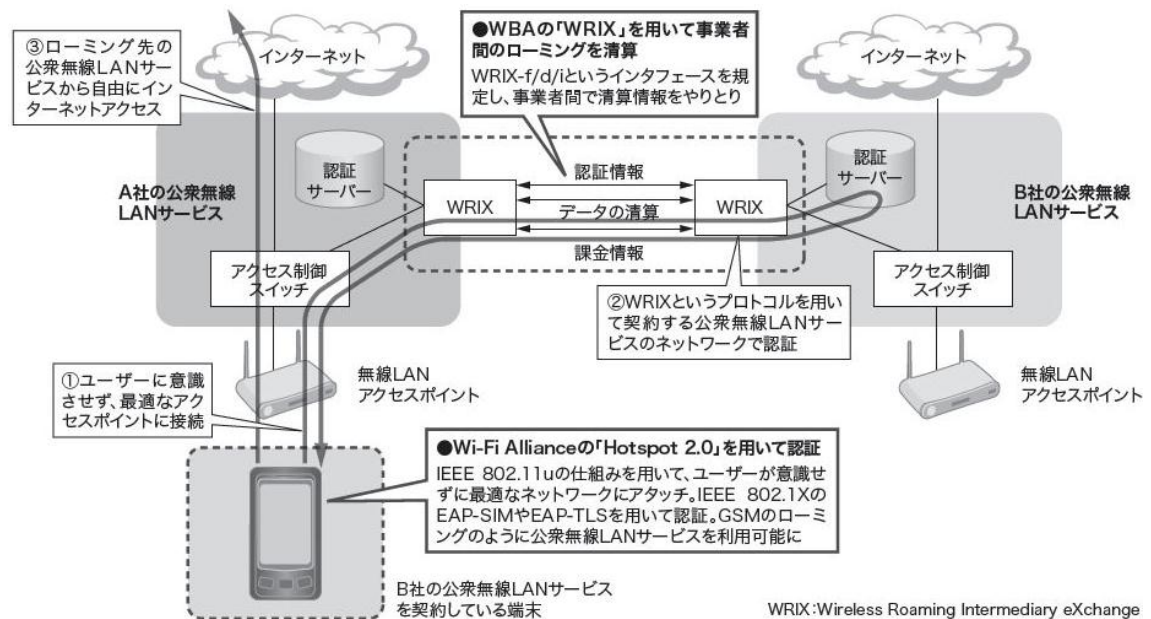 ③ローミング先の
公衆無線LANサー
ビスから自由にイン
ターネットアクセス
インターネット
●WBAの「WRIX」を用いて事業者
間のローミングを清算
WRIX-f/d/iというインタフェースを規
定し、事業者間で清算情報をやりとり
インターネット
A社の公衆無線
LANサービス
認証
サーバー
WRIX
認証情報
データの清算
課金情報
WRIX
認証
サーバー
B社の公衆無線
LANサービス
アクセス制御
スイッチ
②WRIXというプロトコルを用い
て契約する公衆無線LANサー
ビスのネットワークで認証
アクセス制御
スイッチ
①ユーザーに意識
させず、最適なアク
セスポイントに接続
無線LAN
アクセスポイント
無線LAN
アクセスポイント
●Wi-Fi Allianceの「Hotspot 2.0」を用いて認証
IEEE 802.11uの仕組みを用いて、ユーザーが意識せ
ずに最適なネットワークにアタッチ。IEEE 802.1Xの
EAP-SIMやEAP-TLSを用いて認証。GSMのローミ
ングのように公衆無線LANサービスを利用可能に
B社の公衆無線LANサービス
を契約している端末
WRIX:Wireless Roaming Intermediary eXchange